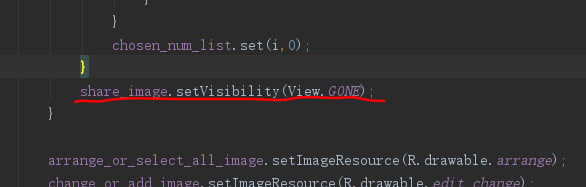 }
}
chosen_num_list.set(i,0);
}
share_image.setVisibility(View.GONE);
}
arrange_or_select_all_image.setImageResource(R.drawable.arrange);
change_or_add_image.setImageResource(R.drawable.edit_change);